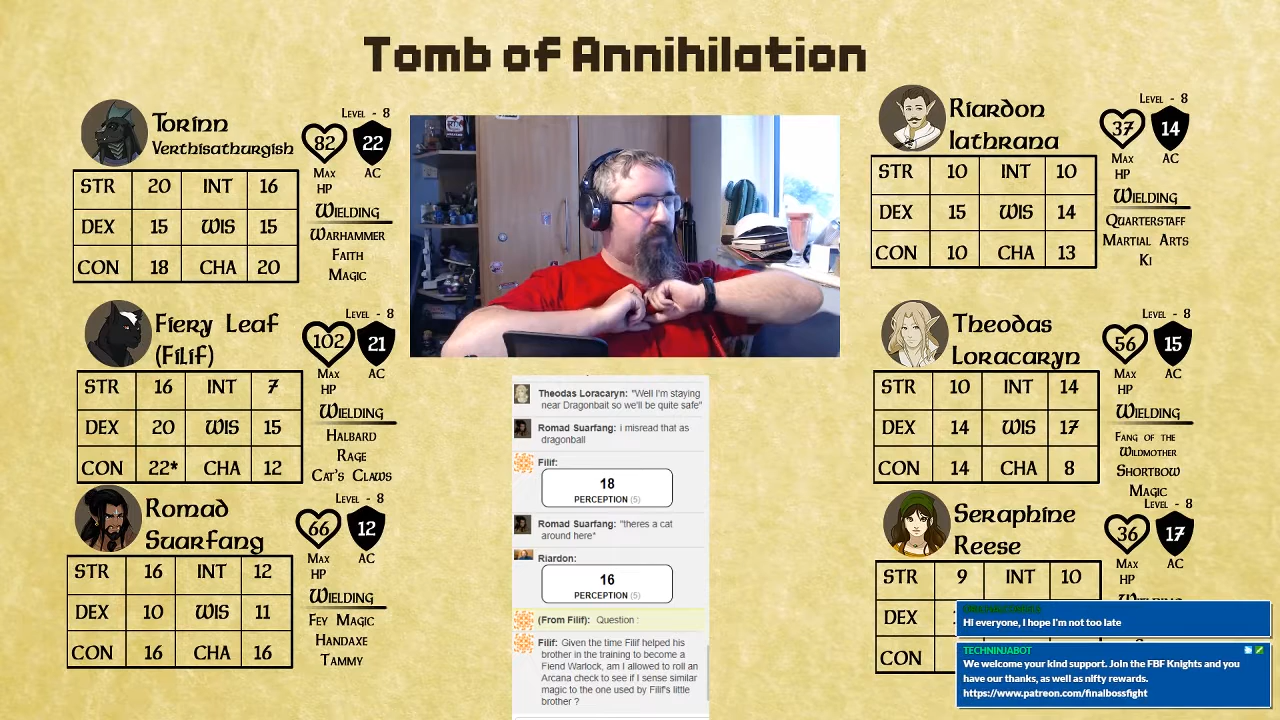 Tomb of Annihilation
Torinn
Verthisathurgish
Level - 8
82
22
Max HP
AC
STR 20 INT 16
DEX 15 WIS 15
CON 18 CHA 20
Wielding
Warhammer
Faith
Magic
Fiery Leaf
(Filif)
Level - 8
102
21
Max HP
AC
STR 16 INT 7
DEX 20 WIS 15
CON 22* CHA 12
Wielding
Halbard
Rage
Cat's Claws
Romad
Suarfang
Level - 8
66
12
Max HP
AC
STR 16 INT 12
DEX 10 WIS 11
CON 16 CHA 16
Wielding
Fey Magic
Handaxe
Tammy
Theodas Loracaryn: "Well I'm staying
near Dragonbait so we'll be quite safe"
Romad Suarfang: i misread that as
dragonball
Filif:
18
PERCEPTION (5)
Romad Suarfang: "theres a cat
around here*
Riardon:
16
PERCEPTION (5)
(From Filif): Question :
Filif: Given the time Filif helped his
brother in the training to become a
Fiend Warlock, am I allowed to roll an
Arcana check to see if I sense similar
magic to the one used by Filif's little
brother ?
Riardon
Iathrana
Level - 8
37
14
Max HP
AC
STR 10 INT 10
DEX 15 WIS 14
CON 10 CHA 13
Wielding
Quarterstaff
Martial Arts
Ki
Theodas
Loracaryn
Level - 8
56
15
Max HP
AC
STR 10 INT 14
DEX 14 WIS 17
CON 14 CHA 8
Wielding
Fang of the
Wildmother
Shortbow
Magic
Seraphine
Reese
Level - 8
36
17
Max HP
AC
STR 9 INT 10
DEX
CON
Hi everyone, I hope I'm not too late
TECHNINJABOT
We welcome your kind support. Join the FBF Knights and you
have our thanks, as well as nifty rewards.
https://www.patreon.com/finalbossfight